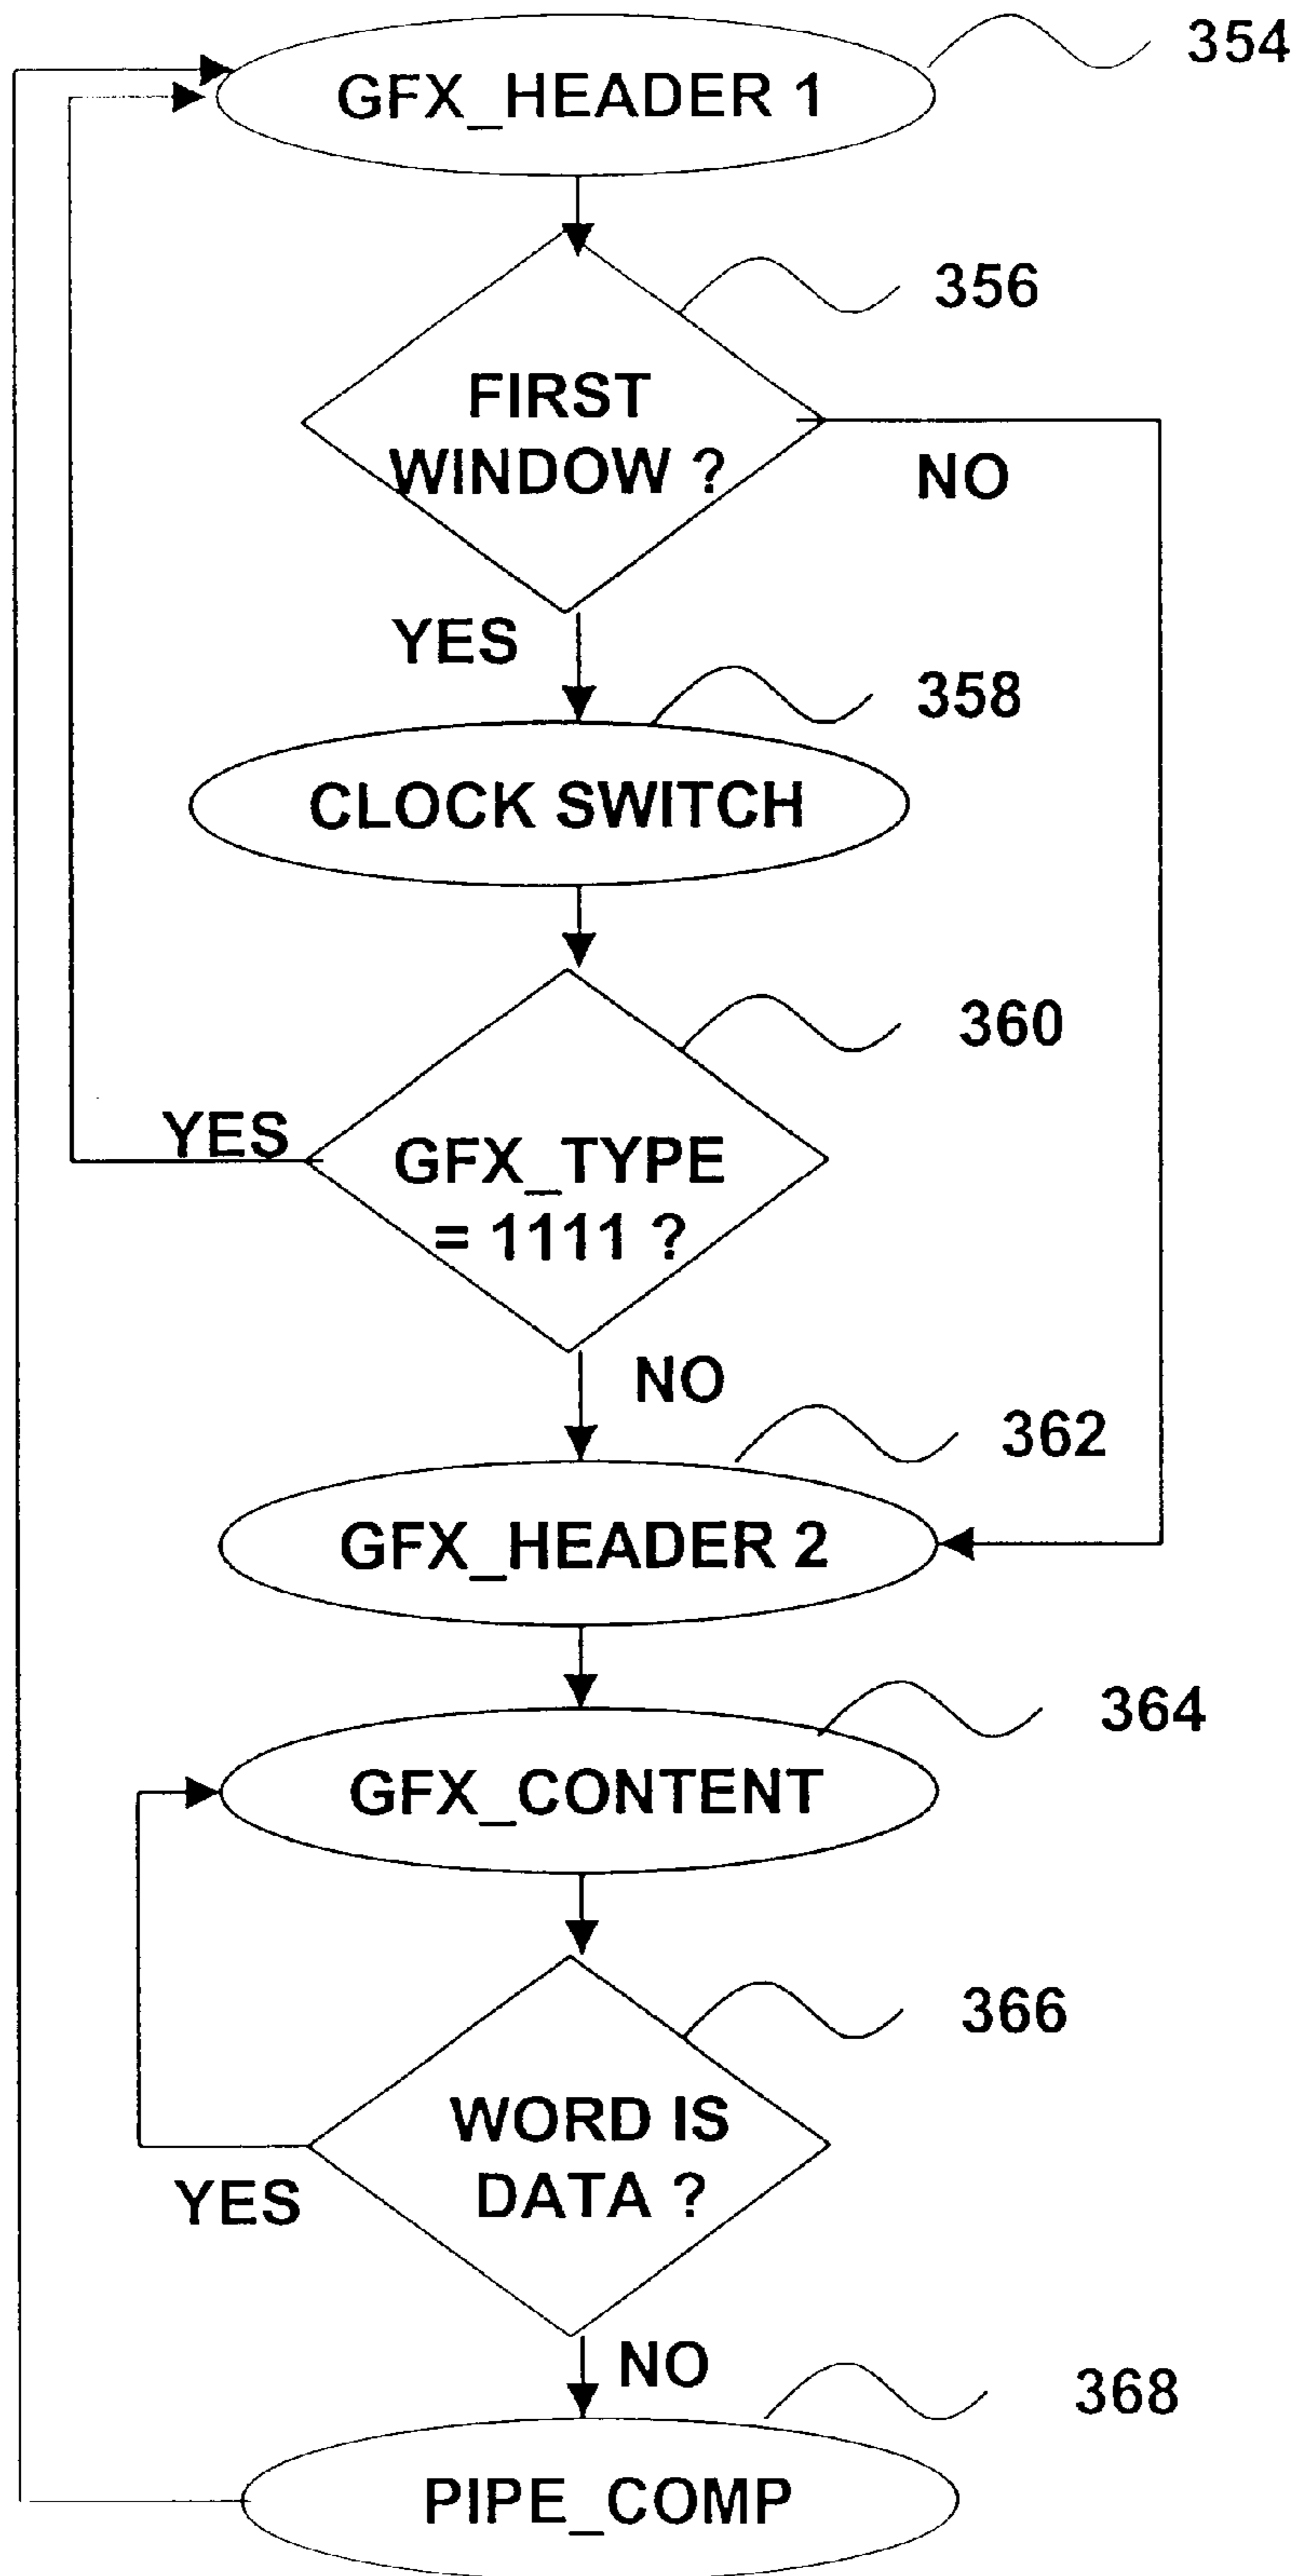 354
GFX_HEADER 1
356
FIRST
WINDOW ?
NO
YES
358
CLOCK SWITCH
360
YES
GFX_TYPE
= 1111 ?
NO
362
GFX_HEADER 2
364
GFX_CONTENT
366
WORD IS
DATA ?
YES
NO
368
PIPE_COMP